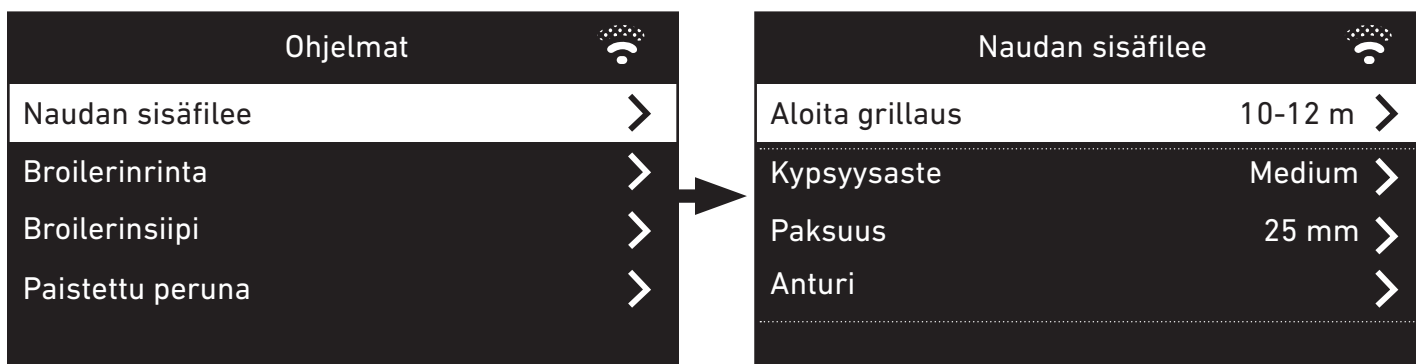 Ohjelmat
Naudan sisäfilee
Broilerinrinta
Broilerinsiipi
Paistettu peruna
Naudan sisäfilee
Aloita grillaus 10-12 m
Kypsyysaste Medium
Paksuus 25 mm
Anturi